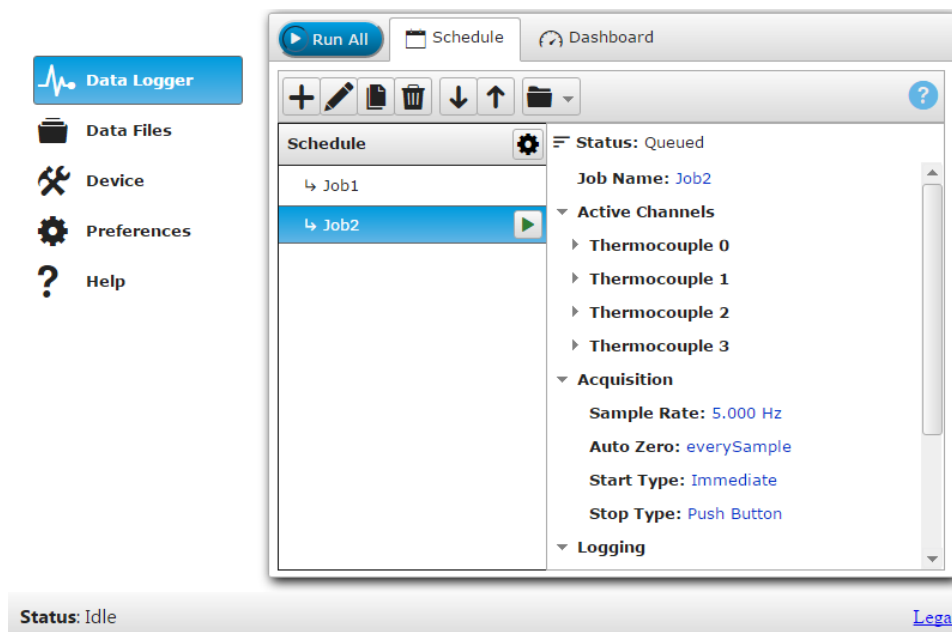 Run All
Schedule
Dashboard
Data Logger
Data Files
Device
Preferences
Help
?
Schedule
Job1
Job2
Status: Queued
Job Name: Job2
Active Channels
Thermocouple 0
Thermocouple 1
Thermocouple 2
Thermocouple 3
Acquisition
Sample Rate: 5.000 Hz
Auto Zero: everySample
Start Type: Immediate
Stop Type: Push Button
Logging
Status: Idle
Lega